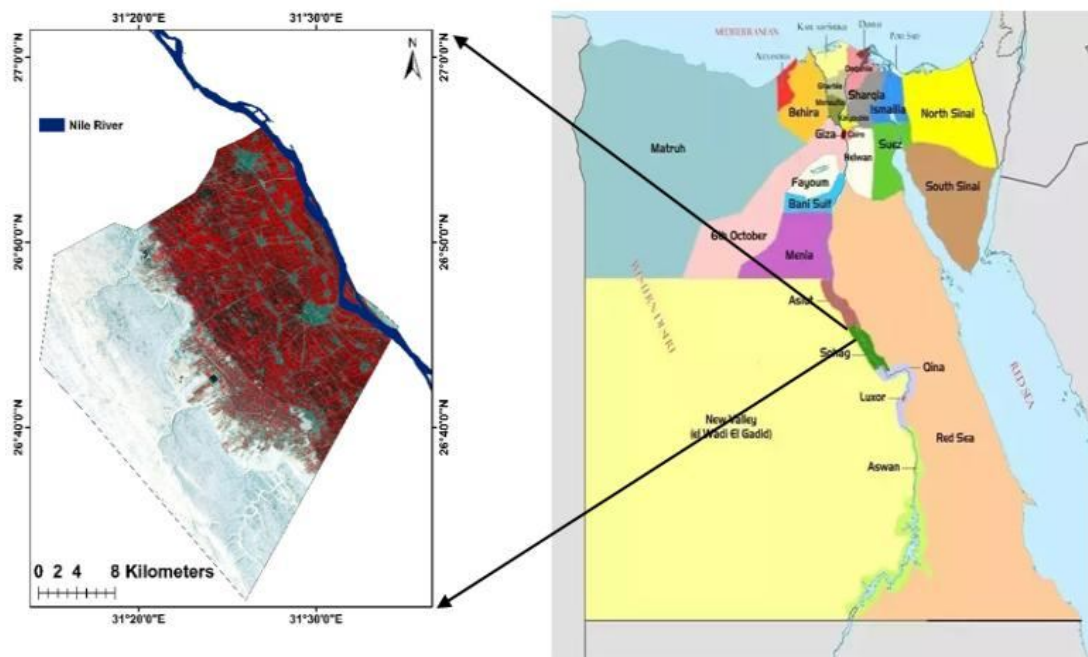 31°20'0"E
31°30'0"E
27°0'0"N
27°0'0"N
N
Nile River
26°50'0"N
26°50'0"N
26°40'0"N
26°40'0"N
0 2 4 8 Kilometers
31°20'0"E
31°30'0"E
MEDITERRANEAN
Port Said
Behira
Sharqia
Ismailia
North Sinai
Giza
Cairo
Matruh
Helwan
Suez
Fayoum
South Sinai
Bani Suif
6th October
Menia
WESTERN DESERT
Asiut
Sohag
Qina
RED SEA
Luxor
New Valley
(el Wadi El Gadid)
Red Sea
Aswan